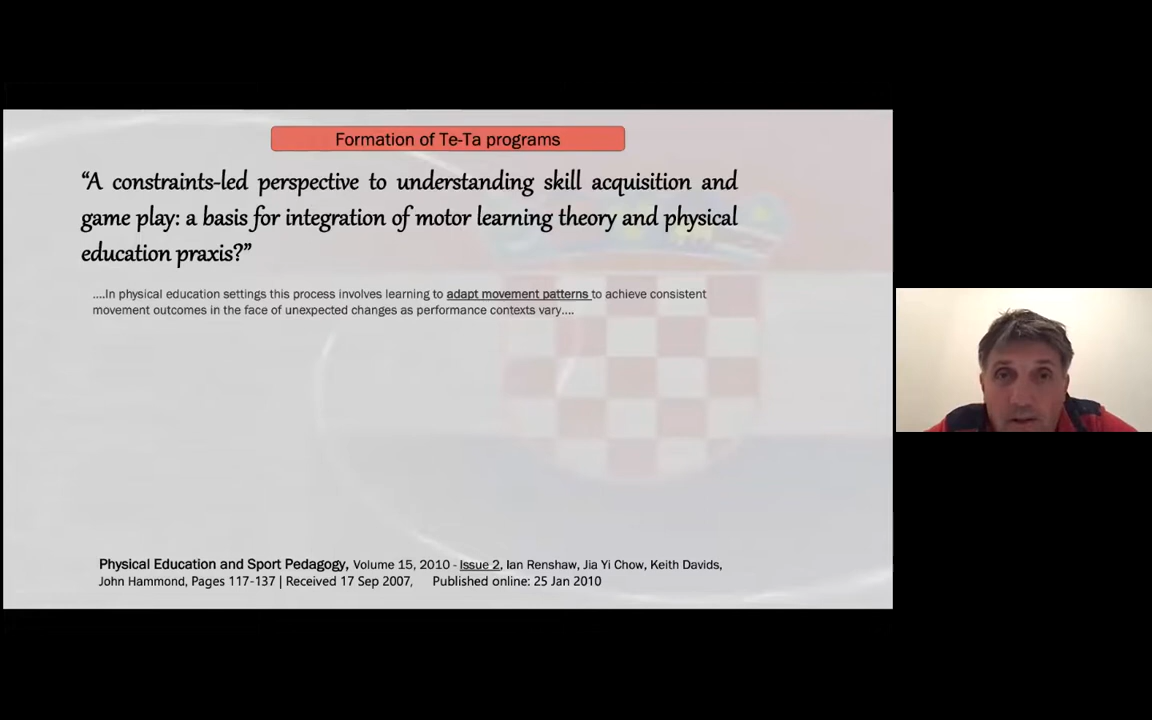 Formation of Te-Ta programs
“A constraints-led perspective to understanding skill acquisition and
game play: a basis for integration of motor learning theory and physical
education praxis?”
....In physical education settings this process involves learning to adapt movement patterns to achieve consistent
movement outcomes in the face of unexpected changes as performance contexts vary....
Physical Education and Sport Pedagogy, Volume 15, 2010 - Issue 2, Ian Renshaw, Jia Yi Chow, Keith Davids,
John Hammond, Pages 117-137 | Received 17 Sep 2007, Published online: 25 Jan 2010